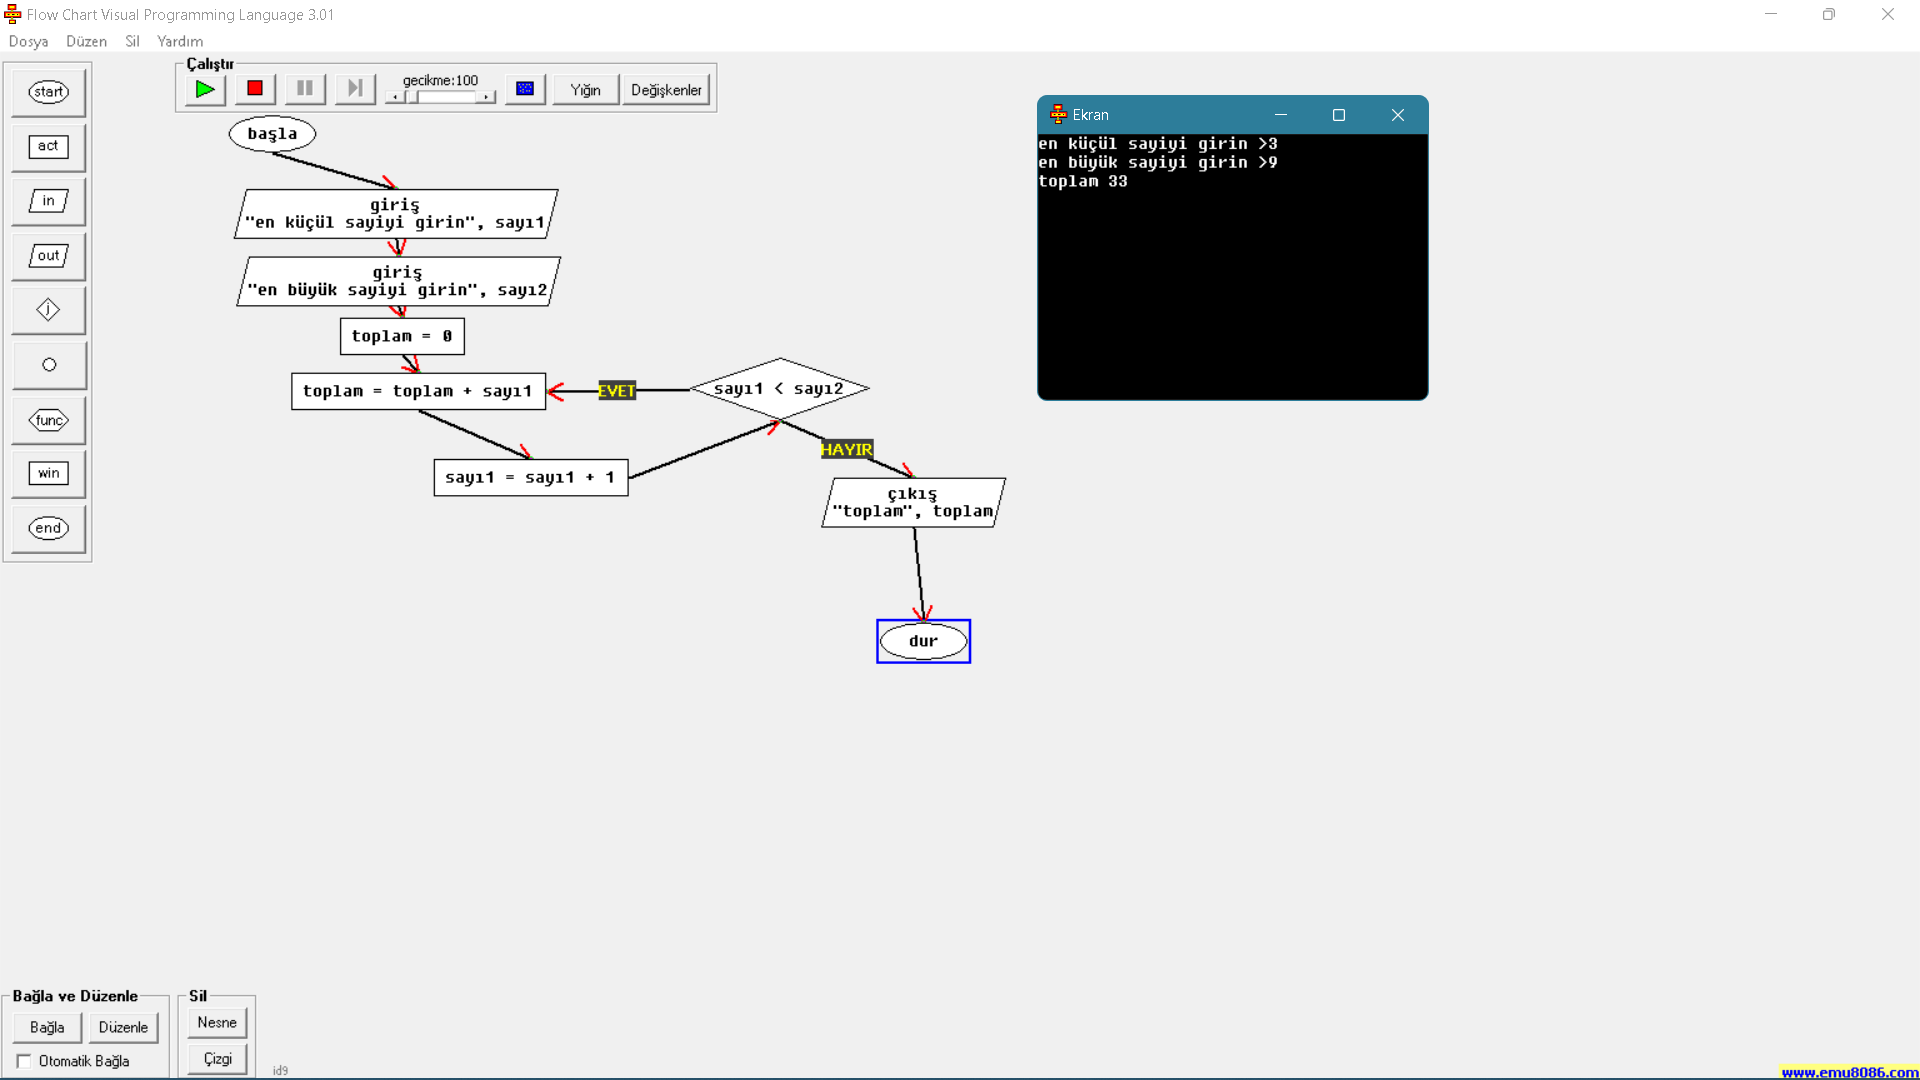 Flow Chart Visual Programming Language 3.01
Dosya Düzen Sil Yardım
Çalıştır
gecikme:100
Yığın
Değişkenler
start
act
in
out
j
func
win
end
başla
giriş
"en küçül sayiyi girin", sayı1
giriş
"en büyük sayiyi girin", sayı2
toplam = 0
toplam = toplam + sayı1
EVET
sayı1 < sayı2
HAYIR
sayı1 = sayı1 + 1
çıkış
"toplam", toplam
dur
Ekran
en küçül sayiyi girin >3
en büyük sayiyi girin >9
toplam 33
Bağla ve Düzenle
Bağla
Düzenle
Otomatik Bağla
Sil
Nesne
Çizgi
id9
www.emu8086.com